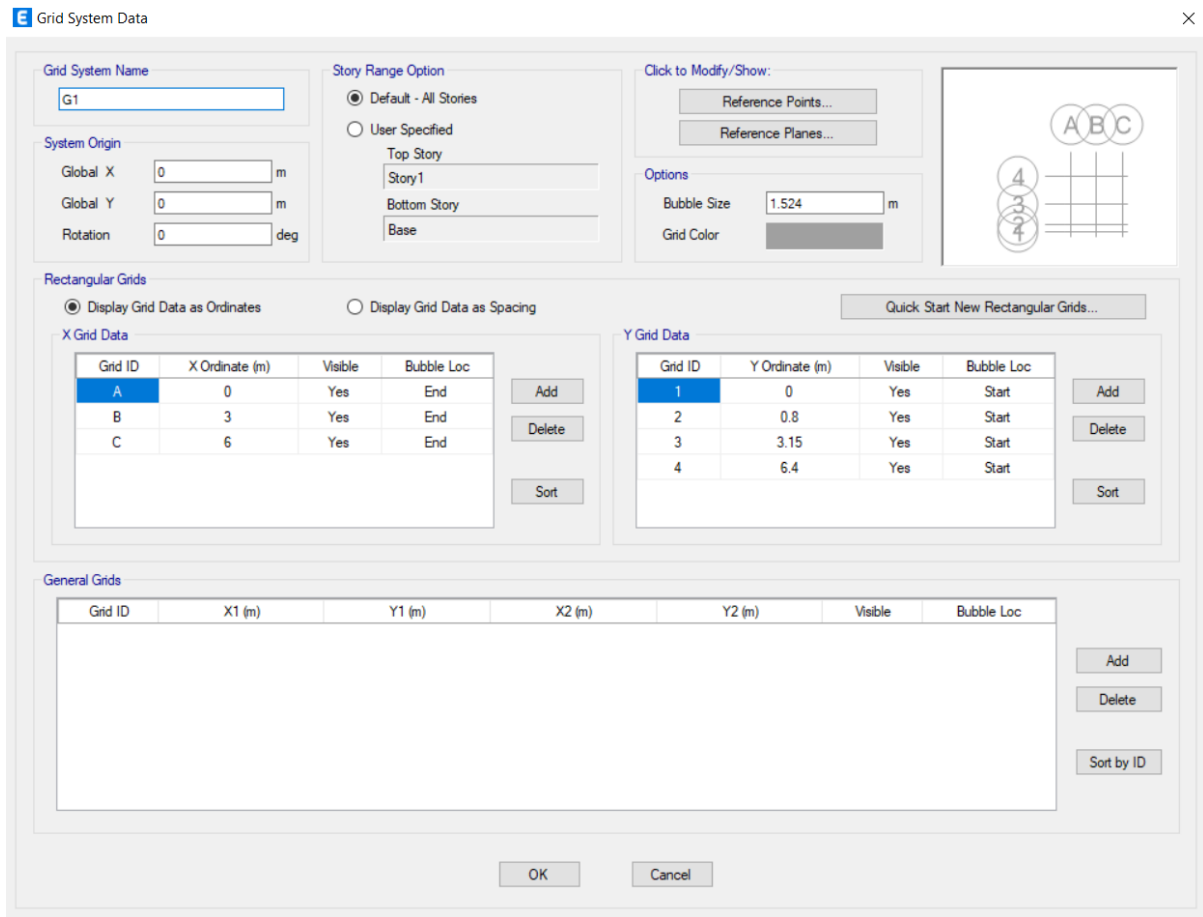 E Grid System Data
Grid System Name
G1
System Origin
Global X 0 m
Global Y 0 m
Rotation 0 deg
Story Range Option
Default - All Stories
User Specified
Top Story
Story1
Bottom Story
Base
Click to Modify/Show:
Reference Points...
Reference Planes...
Options
Bubble Size 1.524 m
Grid Color
A B C
4
3
Rectangular Grids
Display Grid Data as Ordinates Display Grid Data as Spacing Quick Start New Rectangular Grids...
X Grid Data
Grid ID X Ordinate (m) Visible Bubble Loc
A 0 Yes End
B 3 Yes End
C 6 Yes End
Add
Delete
Sort
Y Grid Data
Grid ID Y Ordinate (m) Visible Bubble Loc
1 0 Yes Start
2 0.8 Yes Start
3 3.15 Yes Start
4 6.4 Yes Start
Add
Delete
Sort
General Grids
Grid ID X1 (m) Y1 (m) X2 (m) Y2 (m) Visible Bubble Loc
Add
Delete
Sort by ID
OK Cancel